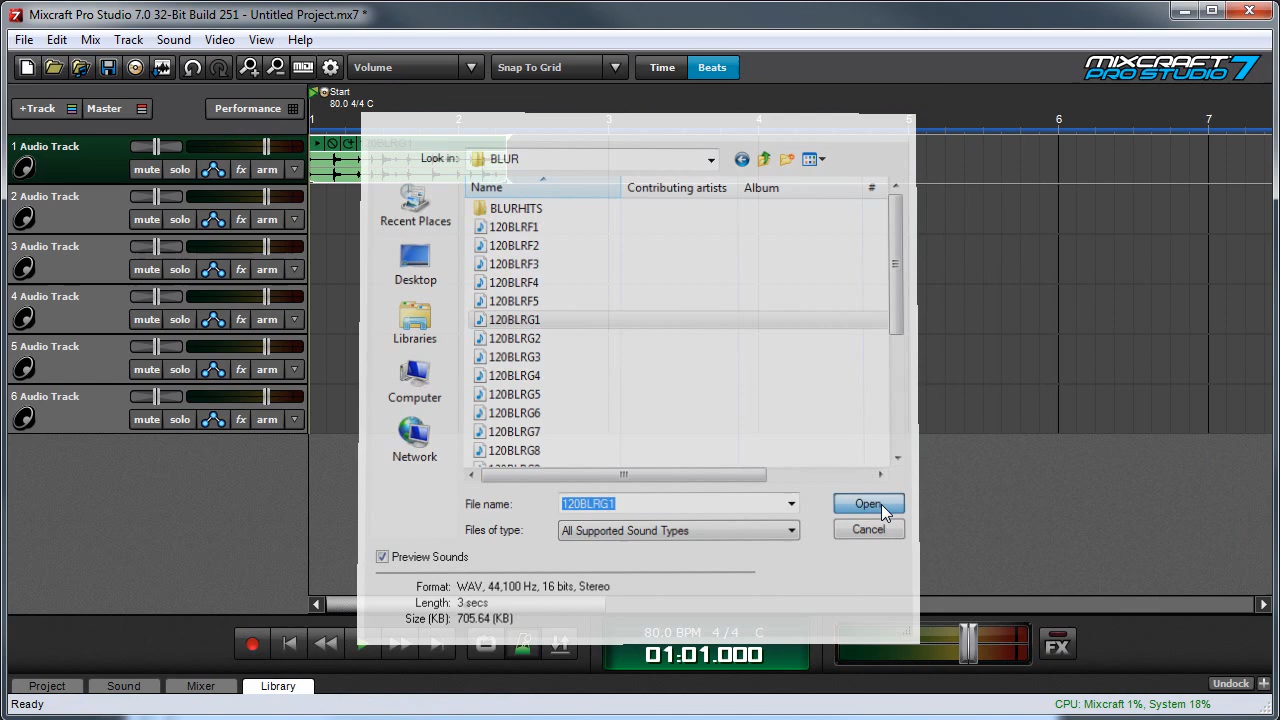 Mixcraft Pro Studio 7.0 32-Bit Build 251 - Untitled Project.mx7 *
File Edit Mix Track Sound Video View Help
Volume Snap To Grid Time Beats MIXCRAFT
PRO STUDIO 7
+Track Master Performance
Start
80.0 4/4 C
1 2 3 4 5 6 7
1 Audio Track
120BLRG1
mute solo fx arm
2 Audio Track
mute solo fx arm
3 Audio Track
mute solo fx arm
4 Audio Track
mute solo fx arm
5 Audio Track
mute solo fx arm
6 Audio Track
mute solo fx arm
Look in: BLUR
Name Contributing artists Album #
Recent Places
Desktop
Libraries
Computer
Network
BLURHITS
120BLRF1
120BLRF2
120BLRF3
120BLRF4
120BLRF5
120BLRG1
120BLRG2
120BLRG3
120BLRG4
120BLRG5
120BLRG6
120BLRG7
120BLRG8
File name: 120BLRG1 Open
Files of type: All Supported Sound Types Cancel
Preview Sounds
Format: WAV, 44,100 Hz, 16 bits, Stereo
Length: 3 secs
Size (KB): 705.64 (KB)
80.0 BPM 4 / 4 C
01:01.000
FX
Project Sound Mixer Library Undock
Ready CPU: Mixcraft 1%, System 18%